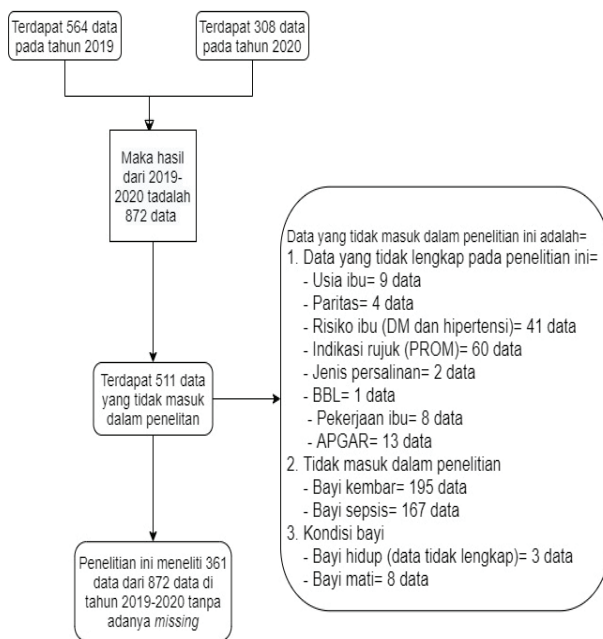 Terdapat 564 data
pada tahun 2019
Terdapat 308 data
pada tahun 2020
Maka hasil
dari 2019-
2020 tadalah
872 data
Terdapat 511 data
yang tidak masuk
dalam penelitan
Data yang tidak masuk dalam penelitian ini adalah=
1. Data yang tidak lengkap pada penelitian ini=
- Usia ibu= 9 data
- Paritas= 4 data
- Risiko ibu (DM dan hipertensi)= 41 data
- Indikasi rujuk (PROM)= 60 data
- Jenis persalinan= 2 data
- BBL= 1 data
- Pekerjaan ibu= 8 data
- APGAR= 13 data
2. Tidak masuk dalam penelitian
- Bayi kembar= 195 data
- Bayi sepsis= 167 data
3. Kondisi bayi
- Bayi hidup (data tidak lengkap)= 3 data
- Bayi mati= 8 data
Penelitian ini meneliti 361
data dari 872 data di
tahun 2019-2020 tanpa
adanya missing